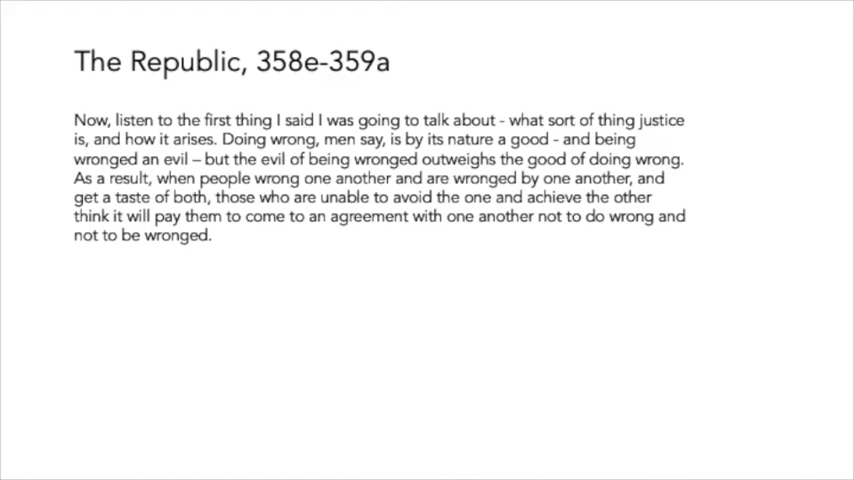 The Republic, 358e-359a
Now, listen to the first thing I said I was going to talk about - what sort of thing justice
is, and how it arises. Doing wrong, men say, is by its nature a good - and being
wronged an evil – but the evil of being wronged outweighs the good of doing wrong.
As a result, when people wrong one another and are wronged by one another, and
get a taste of both, those who are unable to avoid the one and achieve the other
think it will pay them to come to an agreement with one another not to do wrong and
not to be wronged.